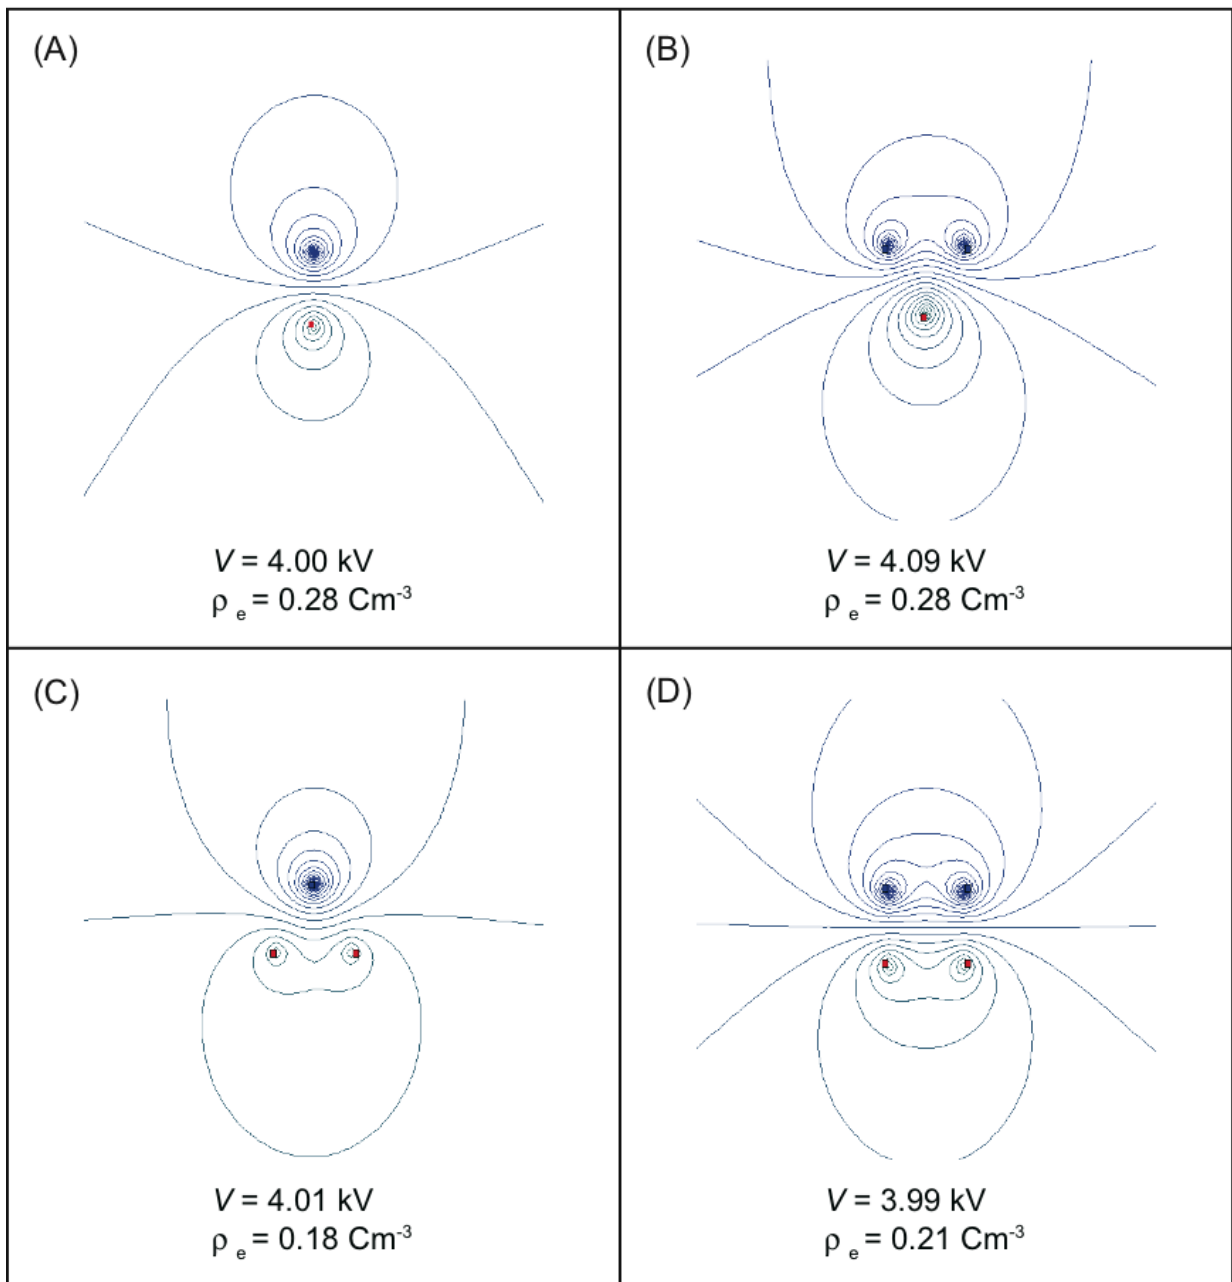 (A)
V = 4.00 kV
ρ e = 0.28 Cm-3
(B)
V = 4.09 kV
ρ e = 0.28 Cm-3
(C)
V = 4.01 kV
ρ e = 0.18 Cm-3
(D)
V = 3.99 kV
ρ e = 0.21 Cm-3